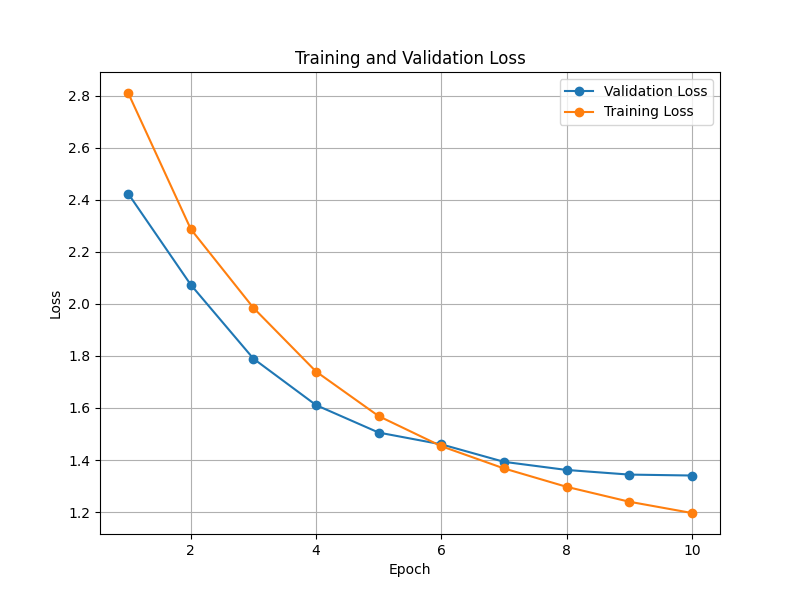 Training and Validation Loss
Validation Loss
Training Loss
2.8
2.6
2.4
2.2
2.0
1.8
1.6
1.4
1.2
Loss
2
4
6
8
10
Epoch